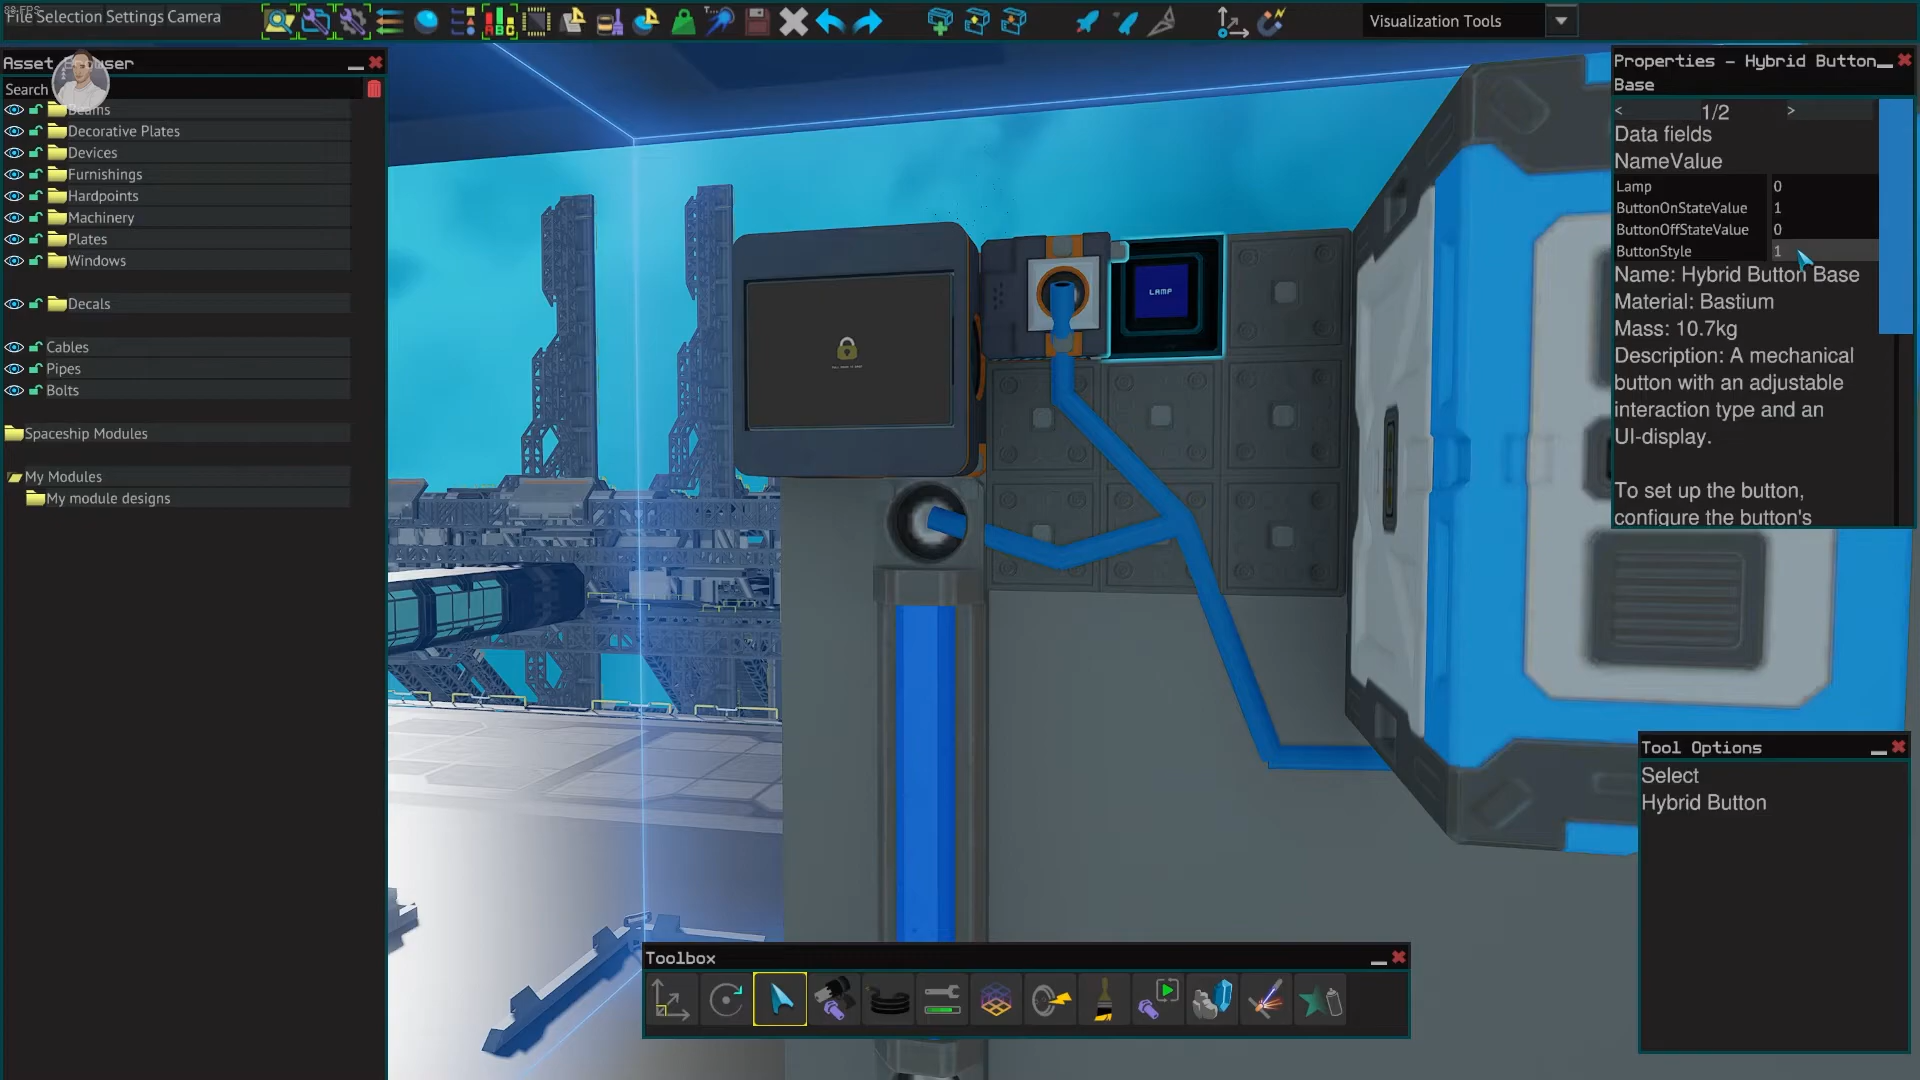 File Selection Settings Camera
Visualization Tools
Asset Browser
Search
Beams
Decorative Plates
Devices
Furnishings
Hardpoints
Machinery
Plates
Windows
Decals
Cables
Pipes
Bolts
Spaceship Modules
My Modules
My module designs
ABC
LAMP
Properties - Hybrid Button
Base
< 1/2 >
Data fields
NameValue
Lamp 0
ButtonOnStateValue 1
ButtonOffStateValue 0
ButtonStyle 1
Name: Hybrid Button Base
Material: Bastium
Mass: 10.7kg
Description: A mechanical
button with an adjustable
interaction type and an
UI-display.
To set up the button,
configure the button's
Tool Options
Select
Hybrid Button
Toolbox